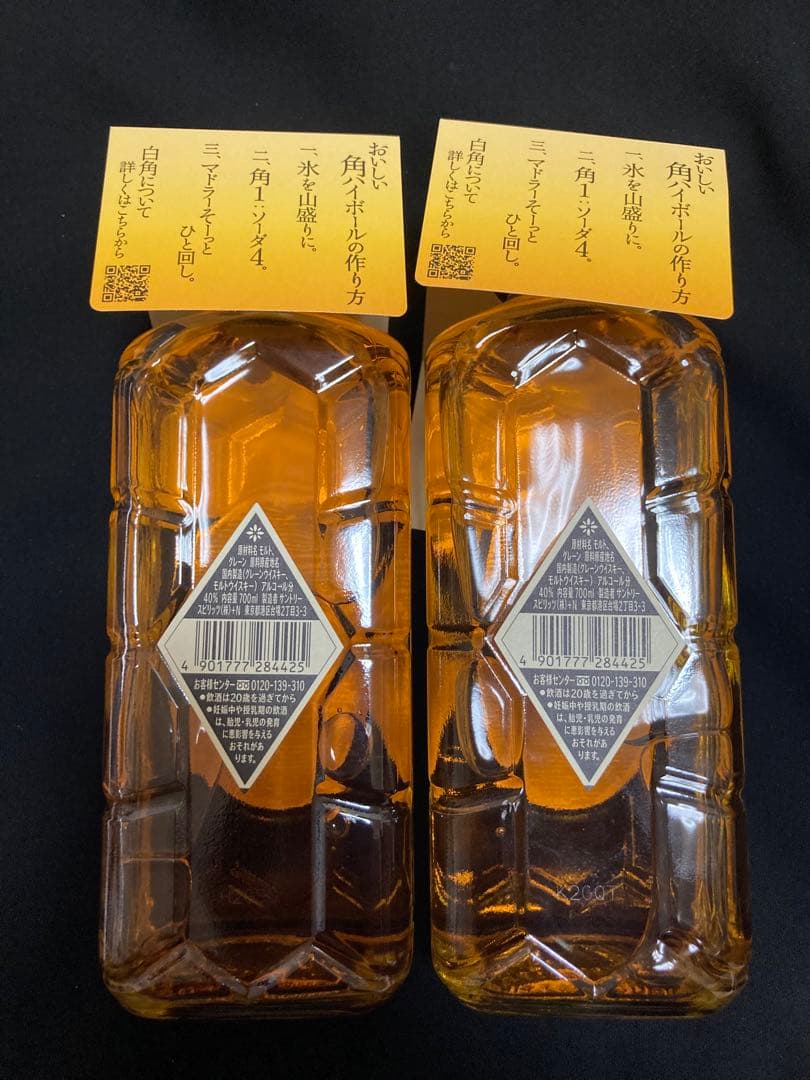 おいしい
角ハイボールの作り方
一、氷を山盛りに。
二、角1:ソーダ4。
三、マドラーそーっと
ひと回し。
白角について
詳しくはこちらから
おいしい
角ハイボールの作り方
一、氷を山盛りに。
二、角1:ソーダ4。
三、マドラーそーっと
ひと回し。
白角について
詳しくはこちらから
原材料名 モルト、
グレーン 原料原産地名
国内製造(グレーンウイスキー、
モルトウイスキー) アルコール分
40% 内容量 700ml 製造者 サントリー
スピリッツ(株)+N 東京都港区台場2丁目3-3
4 901777 284425
お客様センター 0120-139-310
●飲酒は20歳を過ぎてから
●妊娠中や授乳期の飲酒
は、胎児・乳児の発育
に悪影響を与える
おそれがあ
ります。
原材料名 モルト、
グレーン 原料原産地名
国内製造(グレーンウイスキー、
モルトウイスキー) アルコール分
40% 内容量 700ml 製造者 サントリー
スピリッツ(株)+N 東京都港区台場2丁目3-3
4 901777 284425
お客様センター 0120-139-310
●飲酒は20歳を過ぎてから
●妊娠中や授乳期の飲酒
は、胎児・乳児の発育
に悪影響を与える
おそれがあ
ります。